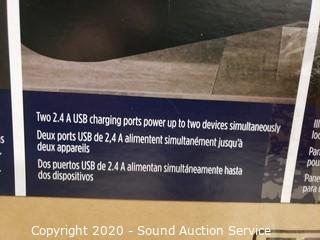 Two 2.4 A USB charging ports power up to two devices simultaneously
Deux ports USB de 2,4 A alimentent simultanément jusqu'à
deux appareils
Dos puertos USB de 2.4 A alimentan simultáneamente hasta
dos dispositivos
Copyright 2020 - Sound Auction Service